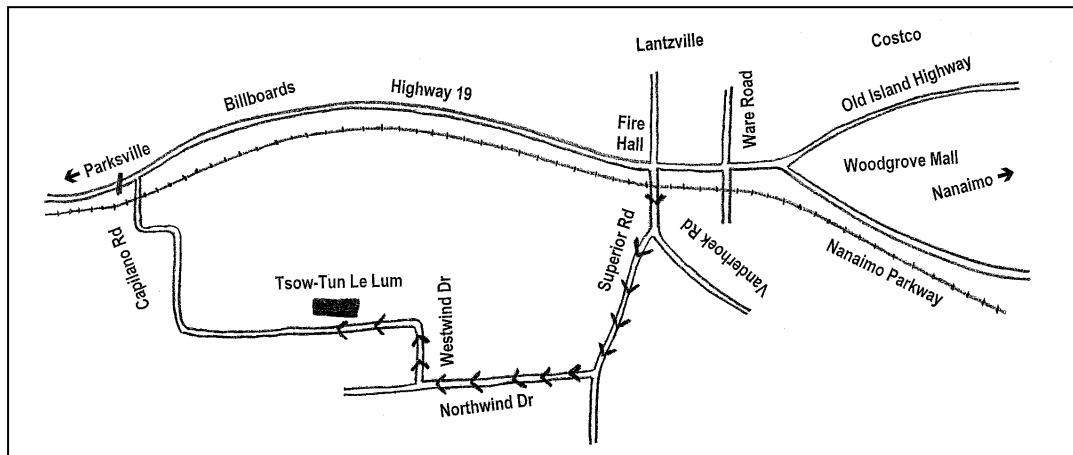 Lantzville
Costco
Billboards
Highway 19
Old Island Highway
Ware Road
Fire
Hall
Parksville
Woodgrove Mall
Nanaimo
Capilano Rd
Superior Rd
Vanderhoek Rd
Nanaimo Parkway
Tsow-Tun Le Lum
Westwind Dr
Northwind Dr